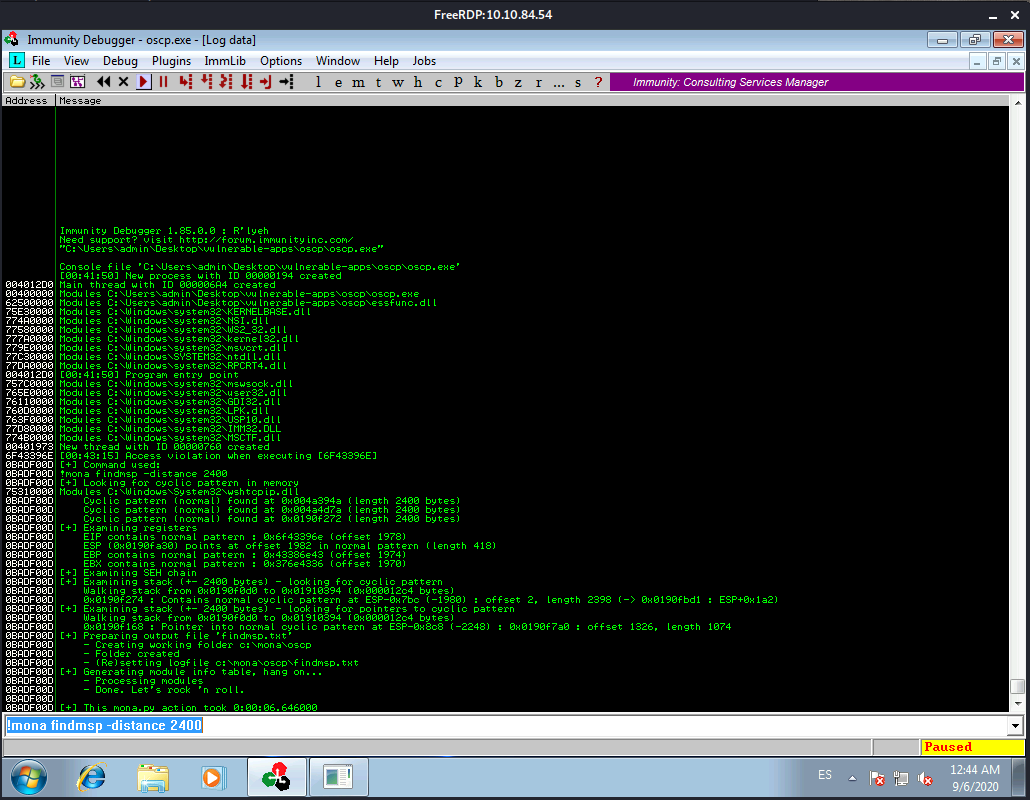 FreeRDP:10.10.84.54
Immunity Debugger - oscp.exe - [Log data]
L File View Debug Plugins ImmLib Options Window Help Jobs
l e m t w h c P k b z r ... s ? Immunity: Consulting Services Manager
Address Message
Immunity Debugger 1.85.0.0 : R'lyeh
Need support? visit http://forum.immunityinc.com/
"C:\Users\admin\Desktop\vulnerable-apps\oscp\oscp.exe"
Console file 'C:\Users\admin\Desktop\vulnerable-apps\oscp\oscp.exe'
[00:41:50] New process with ID 00000194 created
004012D0 Main thread with ID 000006A4 created
00400000 Modules C:\Users\admin\Desktop\vulnerable-apps\oscp\oscp.exe
62500000 Modules C:\Users\admin\Desktop\vulnerable-apps\oscp\essfunc.dll
75E30000 Modules C:\Windows\system32\KERNELBASE.dll
774A0000 Modules C:\Windows\system32\NSI.dll
77580000 Modules C:\Windows\system32\WS2_32.dll
777A0000 Modules C:\Windows\system32\kernel32.dll
779E0000 Modules C:\Windows\system32\msvcrt.dll
77C30000 Modules C:\Windows\SYSTEM32\ntdll.dll
77DA0000 Modules C:\Windows\system32\RPCRT4.dll
004012D0 [00:41:50] Program entry point
757C0000 Modules C:\Windows\system32\mswsock.dll
765E0000 Modules C:\Windows\system32\user32.dll
76110000 Modules C:\Windows\system32\GDI32.dll
760D0000 Modules C:\Windows\system32\LPK.dll
763F0000 Modules C:\Windows\system32\USP10.dll
77D80000 Modules C:\Windows\system32\IMM32.DLL
774B0000 Modules C:\Windows\system32\MSCTF.dll
00401973 New thread with ID 00000760 created
6F43396E [00:43:15] Access violation when executing [6F43396E]
0BADF00D [+] Command used:
0BADF00D !mona findmsp -distance 2400
0BADF00D [+] Looking for cyclic pattern in memory
75310000 Modules C:\Windows\System32\wshtcpip.dll
0BADF00D Cyclic pattern (normal) found at 0x004a394a (length 2400 bytes)
0BADF00D Cyclic pattern (normal) found at 0x004a4d7a (length 2400 bytes)
0BADF00D Cyclic pattern (normal) found at 0x0190f272 (length 2400 bytes)
0BADF00D [+] Examining registers
0BADF00D EIP contains normal pattern : 0x6f43396e (offset 1978)
0BADF00D ESP (0x0190fa30) points at offset 1982 in normal pattern (length 418)
0BADF00D EBP contains normal pattern : 0x43386e43 (offset 1974)
0BADF00D EBX contains normal pattern : 0x376e4336 (offset 1970)
0BADF00D [+] Examining SEH chain
0BADF00D [+] Examining stack (+- 2400 bytes) - looking for cyclic pattern
0BADF00D Walking stack from 0x0190f0d0 to 0x01910394 (0x000012c4 bytes)
0BADF00D 0x0190f274 : Contains normal cyclic pattern at ESP-0x7bc (-1980) : offset 2, length 2398 (-> 0x0190fbd1 : ESP+0x1a2)
0BADF00D [+] Examining stack (+- 2400 bytes) - looking for pointers to cyclic pattern
0BADF00D Walking stack from 0x0190f0d0 to 0x01910394 (0x000012c4 bytes)
0BADF00D 0x0190f168 : Pointer into normal cyclic pattern at ESP-0x8c8 (-2248) : 0x0190f7a0 : offset 1326, length 1074
0BADF00D [+] Preparing output file 'findmsp.txt'
0BADF00D - Creating working folder c:\mona\oscp
0BADF00D - Folder created
0BADF00D - (Re)setting logfile c:\mona\oscp\findmsp.txt
0BADF00D [+] Generating module info table, hang on...
0BADF00D - Processing modules
0BADF00D - Done. Let's rock 'n roll.
0BADF00D
0BADF00D [+] This mona.py action took 0:00:06.646000
!mona findmsp -distance 2400
Paused
ES
12:44 AM
9/6/2020